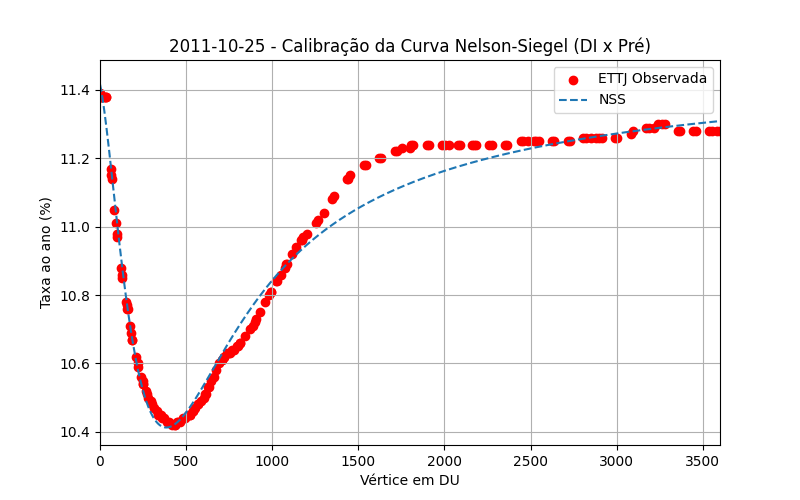 2011-10-25 - Calibração da Curva Nelson-Siegel (DI x Pré)
ETTJ Observada
NSS
Taxa ao ano (%)
11.4
11.2
11.0
10.8
10.6
10.4
0 500 1000 1500 2000 2500 3000 3500
Vértice em DU